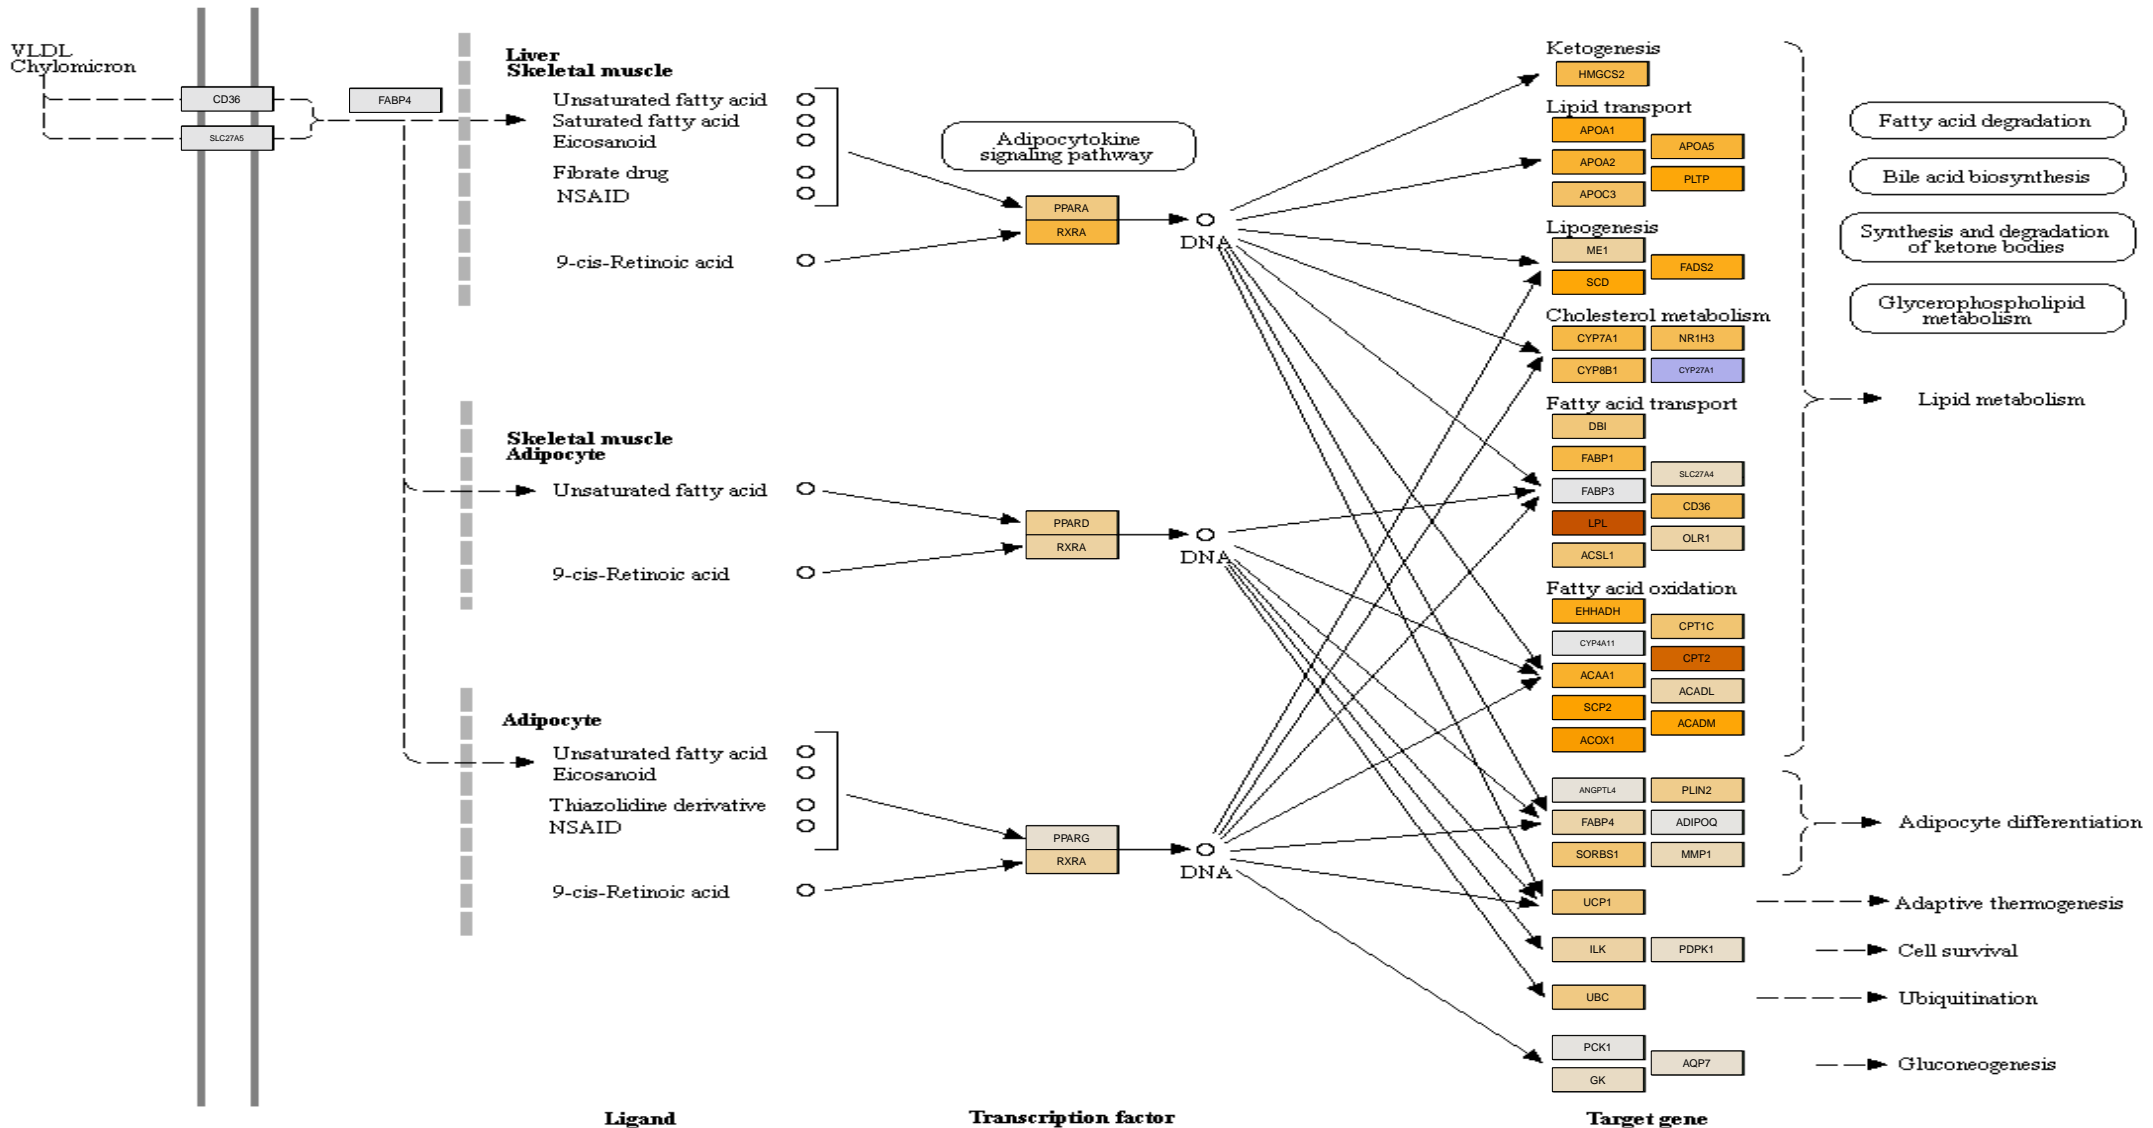 VLDL
Chylomicron
CD36
SLC27A5
FABP4
Liver
Skeletal muscle
Unsaturated fatty acid
Saturated fatty acid
Eicosanoid
Fibrate drug
NSAID
9-cis-Retinoic acid
Adipocytokine
signaling pathway
PPARA
RXRA
DNA
Skeletal muscle
Adipocyte
Unsaturated fatty acid
9-cis-Retinoic acid
PPARD
RXRA
DNA
Adipocyte
Unsaturated fatty acid
Eicosanoid
Thiazolidine derivative
NSAID
9-cis-Retinoic acid
PPARG
RXRA
DNA
Ketogenesis
HMGCS2
Lipid transport
APOA1
APOA5
APOA2
PLTP
APOC3
Lipogenesis
ME1
FADS2
SCD
Cholesterol metabolism
CYP7A1
NR1H3
CYP8B1
CYP27A1
Fatty acid transport
DBI
FABP1
SLC27A4
FABP3
CD36
LPL
OLR1
ACSL1
Fatty acid oxidation
EHHADH
CPT1C
CYP4A11
CPT2
ACAA1
ACADL
SCP2
ACADM
ACOX1
ANGPTL4
PLIN2
FABP4
ADIPOQ
SORBS1
MMP1
UCP1
ILK
PDPK1
UBC
PCK1
AQP7
GK
Fatty acid degradation
Bile acid biosynthesis
Synthesis and degradation
of ketone bodies
Glycerophospholipid
metabolism
Lipid metabolism
Adipocyte differentiation
Adaptive thermogenesis
Cell survival
Ubiquitination
Gluconeogenesis
Ligand
Transcription factor
Target gene